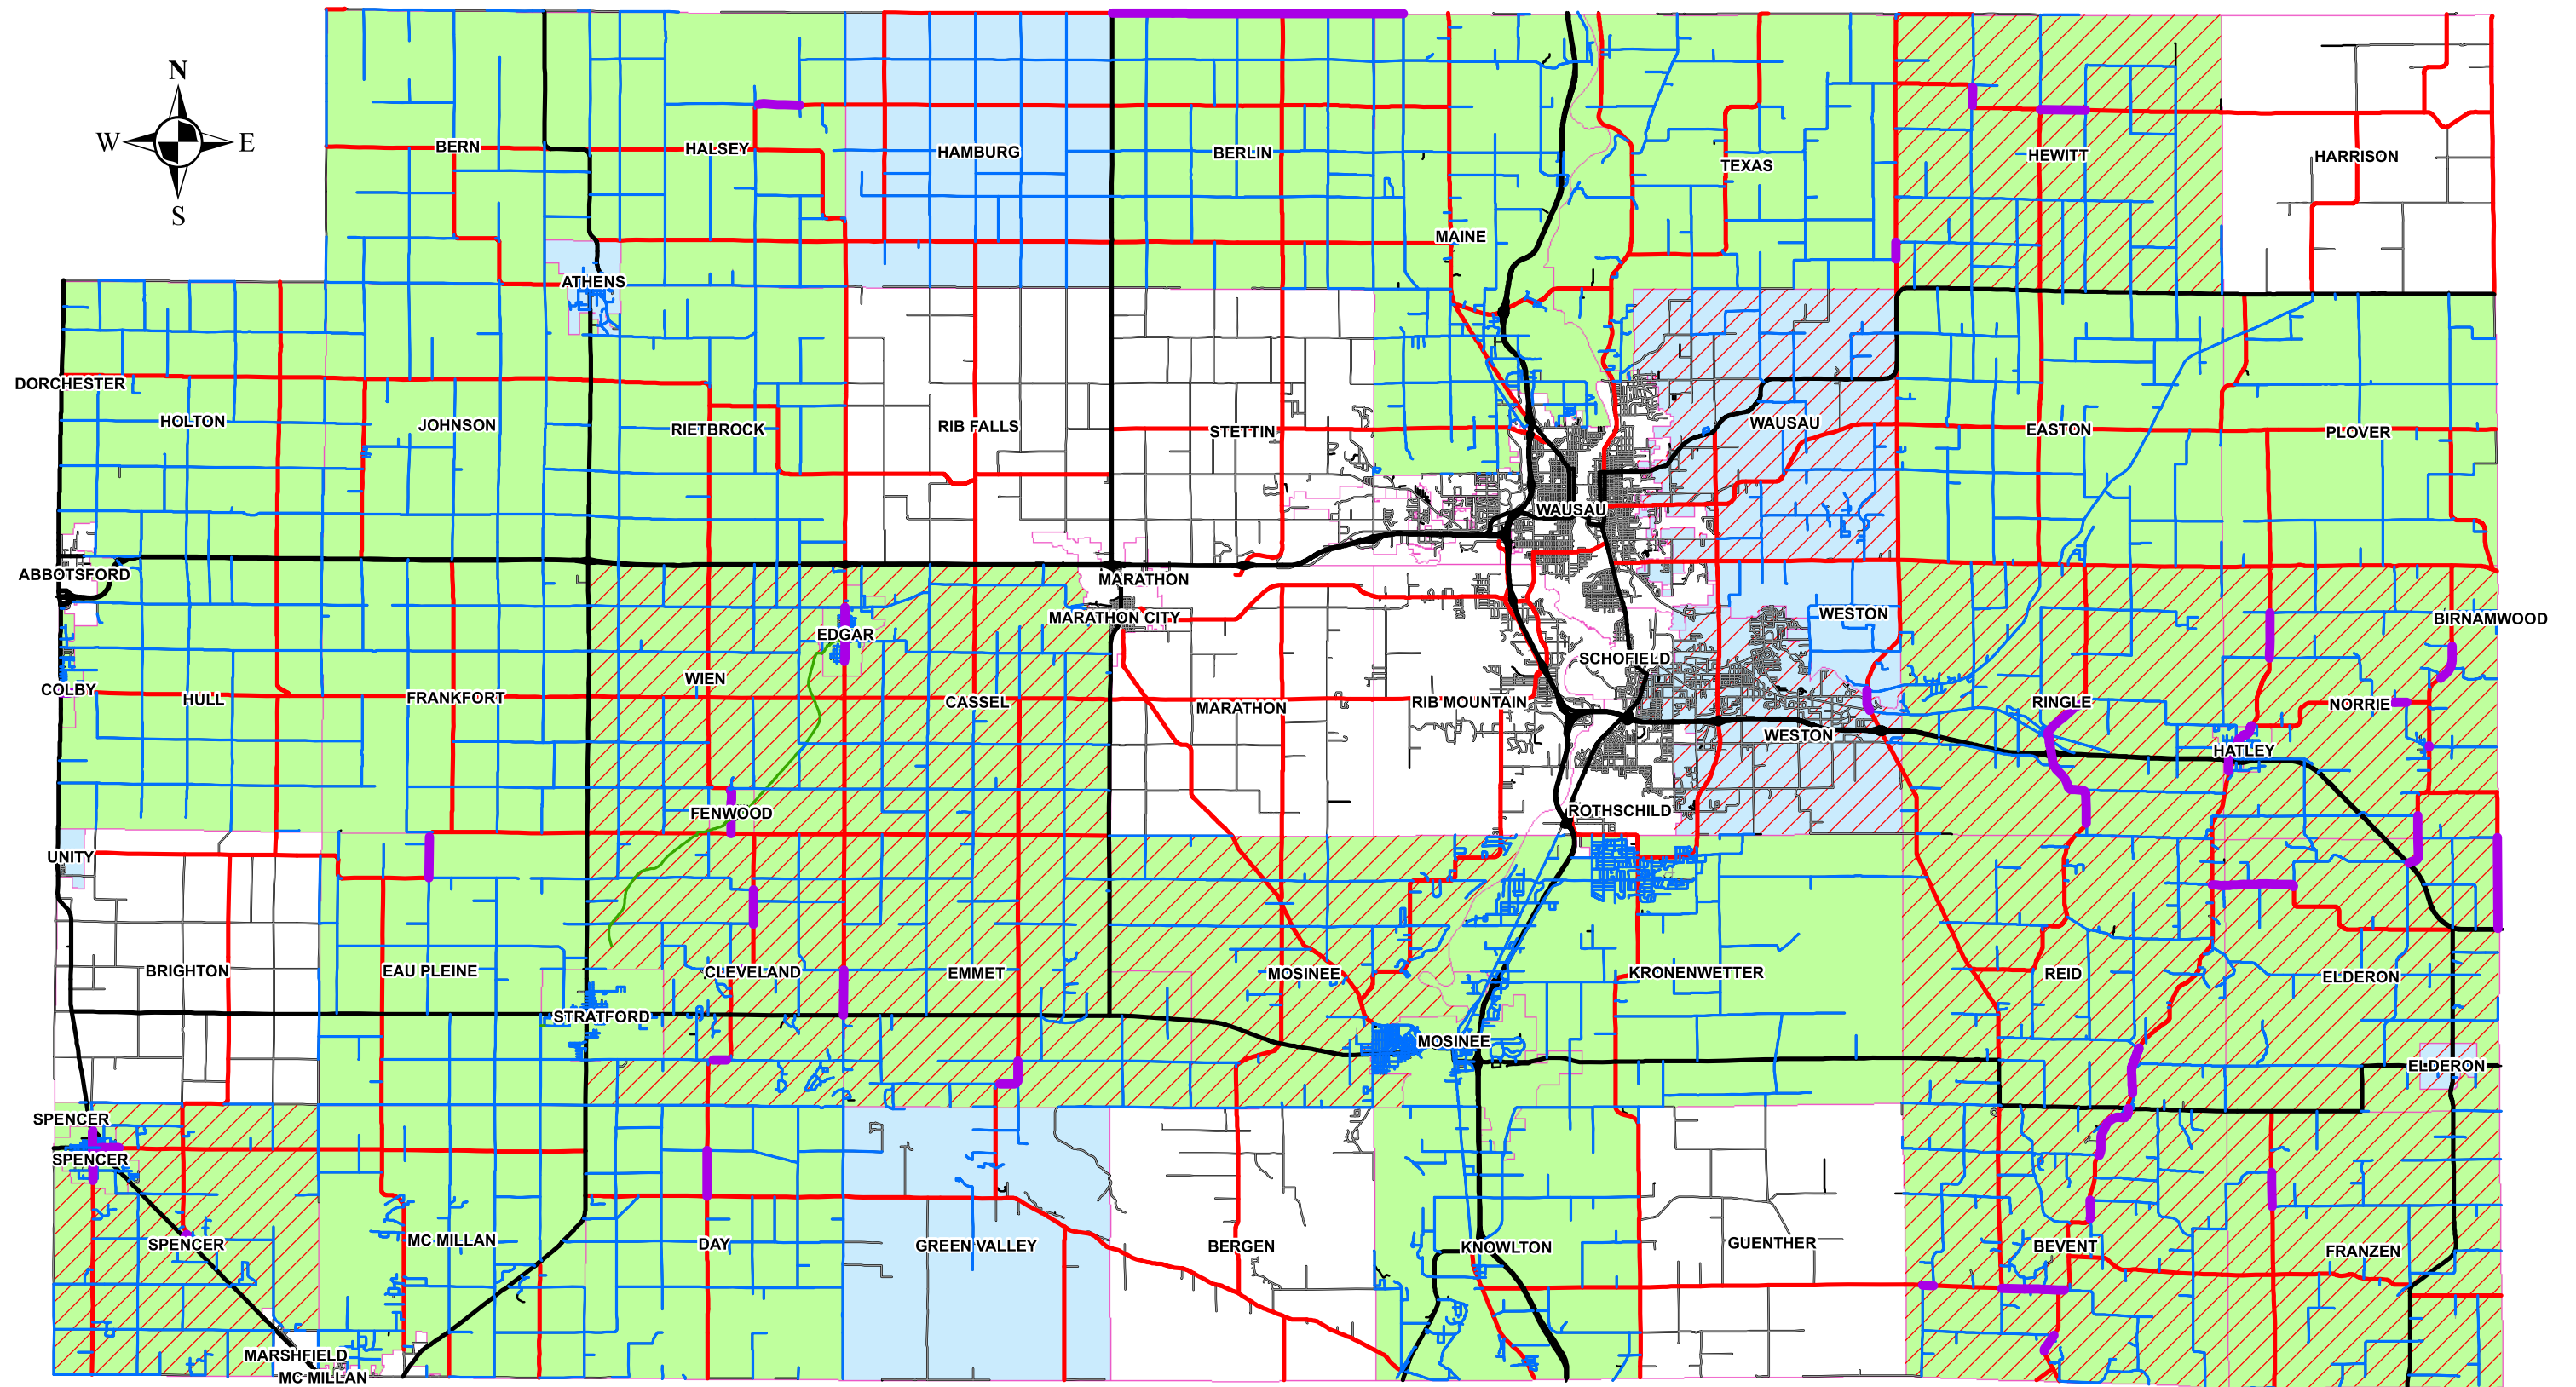 N
W E
S
BERN
HALSEY
HAMBURG
BERLIN
TEXAS
HEWITT
HARRISON
MAINE
ATHENS
DORCHESTER
HOLTON
JOHNSON
RIETBROCK
RIB FALLS
STETTIN
WAUSAU
EASTON
PLOVER
WAUSAU
ABBOTSFORD
MARATHON
MARATHON CITY
EDGAR
WESTON
BIRNAMWOOD
SCHOFIELD
COLBY
HULL
FRANKFORT
WIEN
CASSEL
MARATHON
RIB MOUNTAIN
RINGLE
NORRIE
WESTON
HATLEY
FENWOOD
ROTHSCHILD
UNITY
BRIGHTON
EAU PLEINE
CLEVELAND
EMMET
MOSINEE
KRONENWETTER
REID
ELDERON
STRATFORD
MOSINEE
ELDERON
SPENCER
SPENCER
SPENCER
MC MILLAN
DAY
GREEN VALLEY
BERGEN
KNOWLTON
GUENTHER
BEVENT
FRANZEN
MARSHFIELD
MC MILLAN